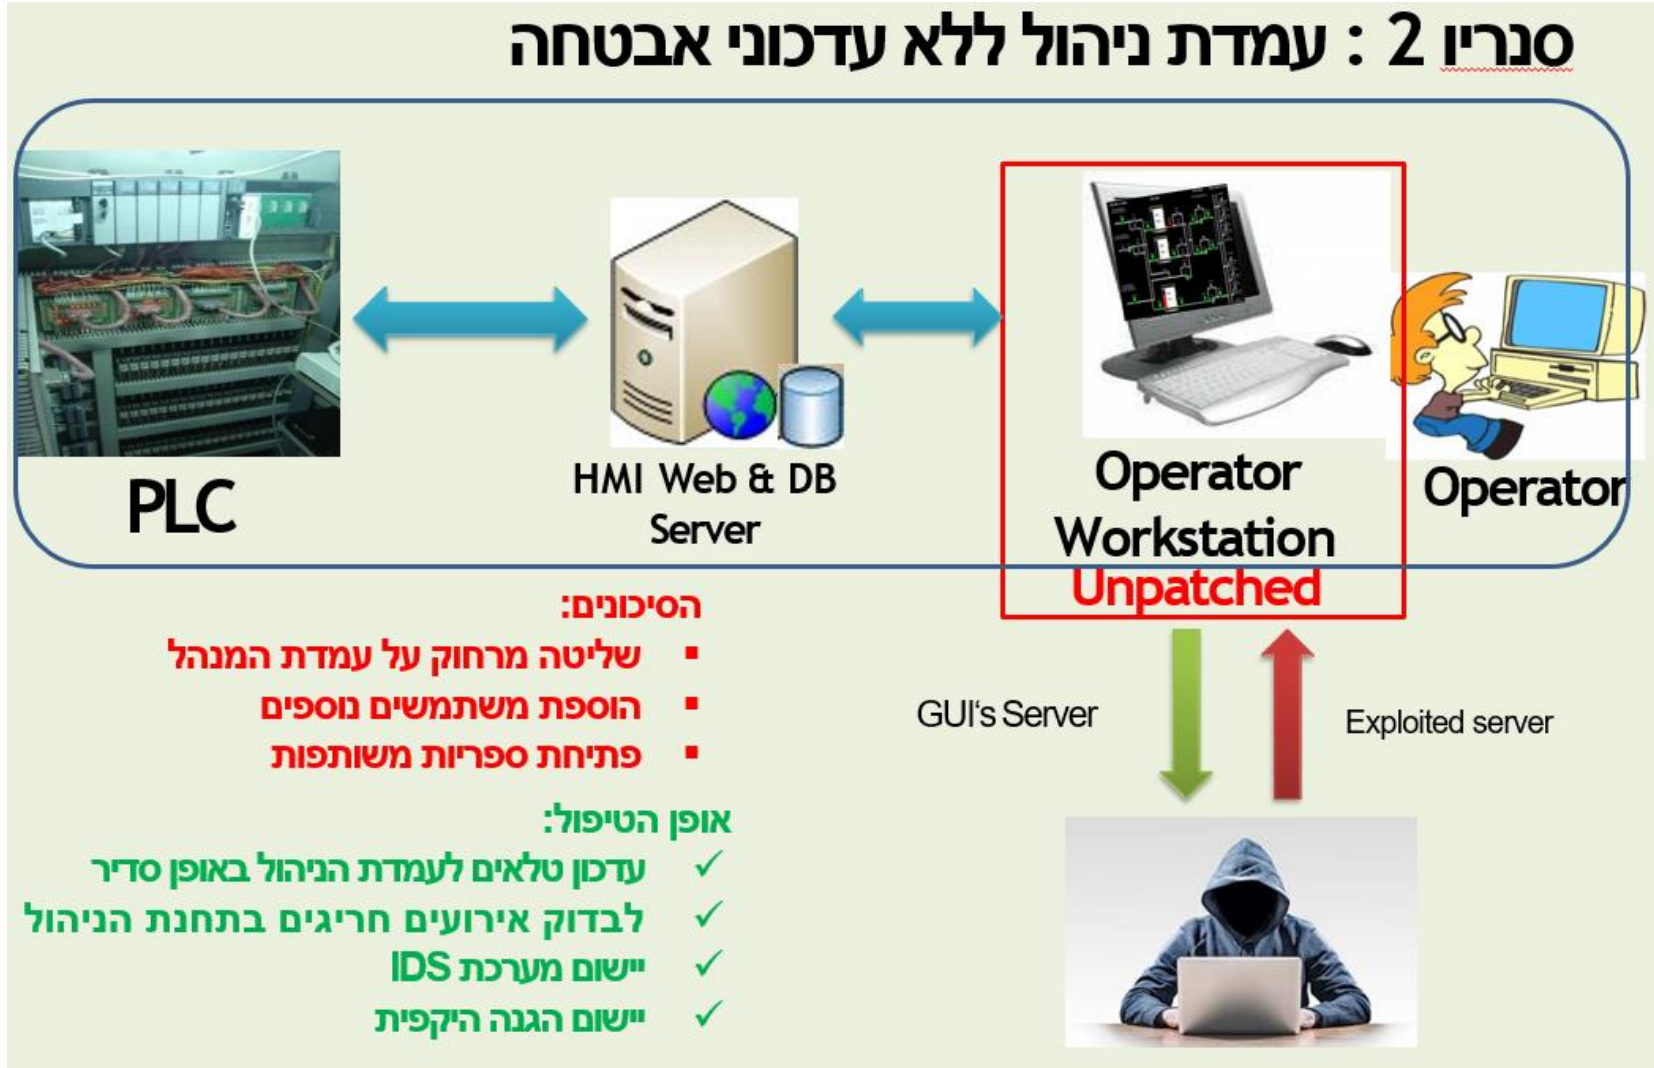 סנריו 2 : עמדת ניהול ללא עדכוני אבטחה
PLC
HMI Web & DB
Server
Operator
Workstation
Unpatched
Operator
הסיכונים:
▪ שליטה מרחוק על עמדת המנהל
▪ הוספת משתמשים נוספים
▪ פתיחת ספריות משותפות
GUI's Server
Exploited server
אופן הטיפול:
✓ עדכון טלאים לעמדת הניהול באופן סדיר
✓ לבדוק אירועים חריגים בתחנת הניהול
✓ יישום מערכת IDS
✓ יישום הגנה היקפית